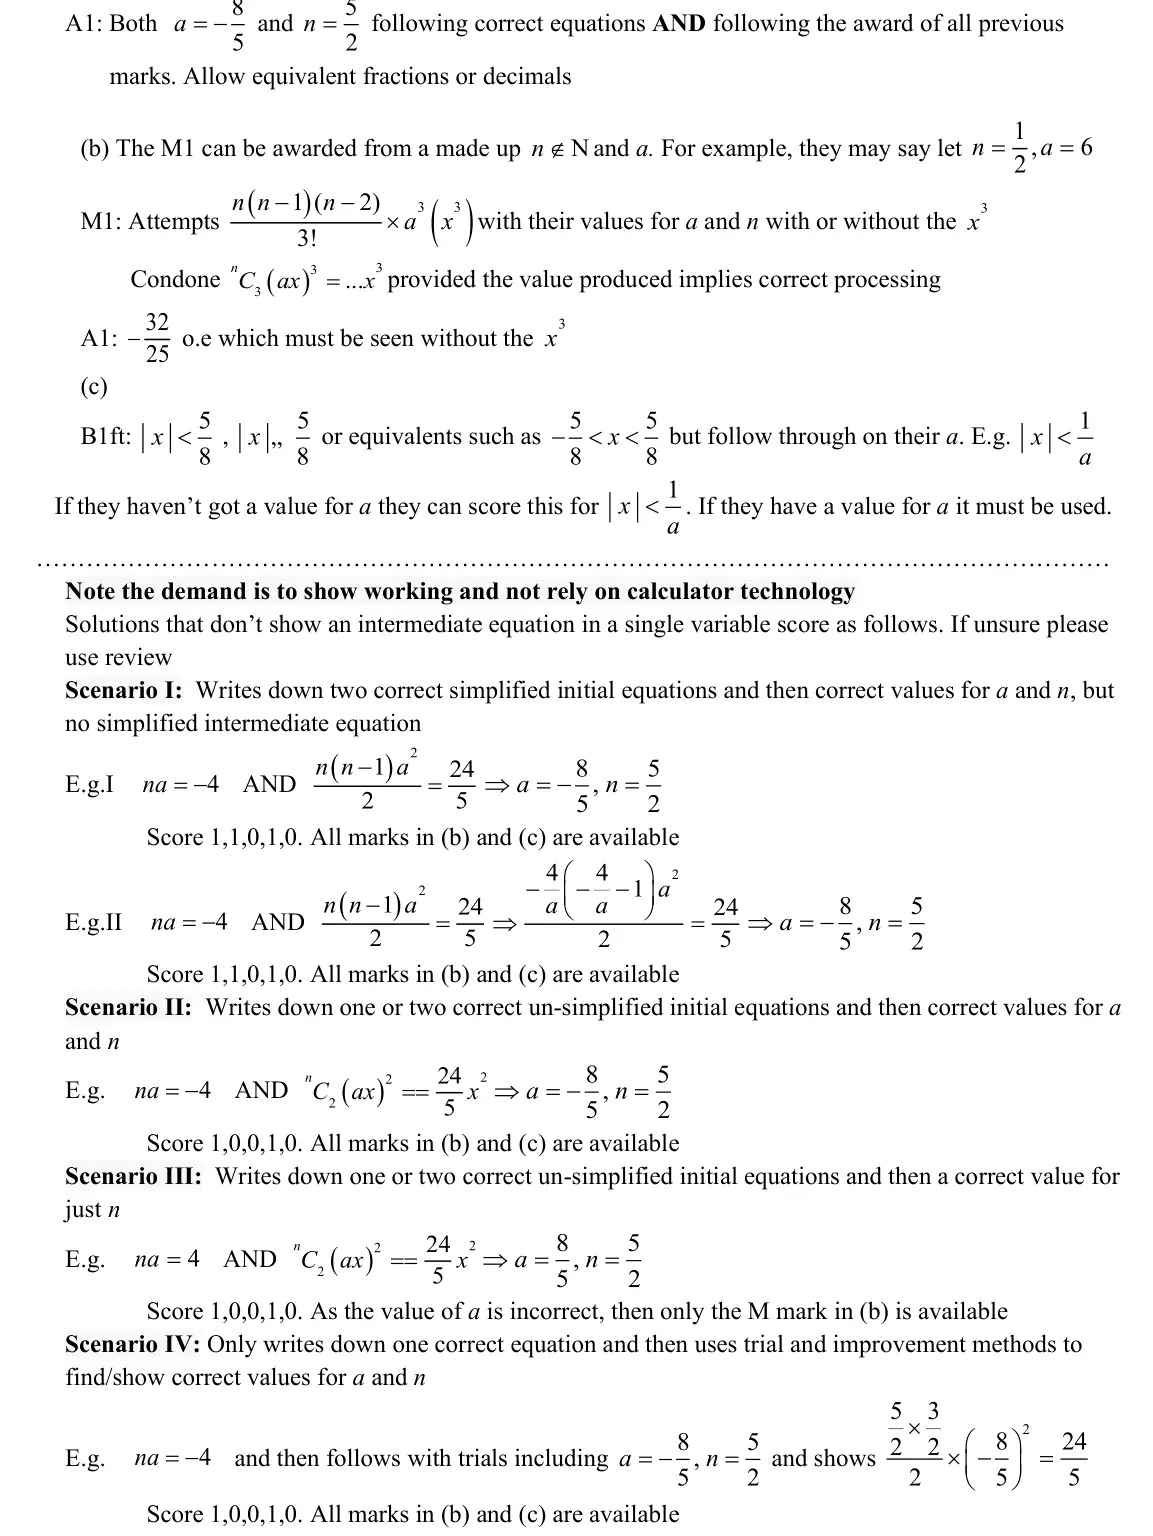 A1: Both a = −8/5 and n = 5/2 following correct equations AND following the award of all previous
marks. Allow equivalent fractions or decimals
(b) The M1 can be awarded from a made up n ∉ N and a. For example, they may say let n = 1/2, a = 6
M1: Attempts n(n−1)(n−2)/3! × a³(x³) with their values for a and n with or without the x³
Condone "ⁿC₃(ax)³ = ...x³ provided the value produced implies correct processing
A1: −32/25 o.e which must be seen without the x³
(c)
B1ft: |x| < 5/8 , |x| ,, 5/8 or equivalents such as −5/8 < x < 5/8 but follow through on their a. E.g. |x| < 1/a
If they haven’t got a value for a they can score this for |x| < 1/a. If they have a value for a it must be used.
Note the demand is to show working and not rely on calculator technology
Solutions that don’t show an intermediate equation in a single variable score as follows. If unsure please
use review
Scenario I: Writes down two correct simplified initial equations and then correct values for a and n, but
no simplified intermediate equation
E.g.I na = −4 AND n(n−1)a²/2 = 24/5 ⇒ a = −8/5, n = 5/2
Score 1,1,0,1,0. All marks in (b) and (c) are available
E.g.II na = −4 AND n(n−1)a²/2 = 24/5 ⇒ −4/a(−4/a −1)a²/2 = 24/5 ⇒ a = −8/5, n = 5/2
Score 1,1,0,1,0. All marks in (b) and (c) are available
Scenario II: Writes down one or two correct un-simplified initial equations and then correct values for a
and n
E.g. na = −4 AND "ⁿC₂(ax)² == 24/5 x² ⇒ a = −8/5, n = 5/2
Score 1,0,0,1,0. All marks in (b) and (c) are available
Scenario III: Writes down one or two correct un-simplified initial equations and then a correct value for
just n
E.g. na = 4 AND "ⁿC₂(ax)² == 24/5 x² ⇒ a = 8/5, n = 5/2
Score 1,0,0,1,0. As the value of a is incorrect, then only the M mark in (b) is available
Scenario IV: Only writes down one correct equation and then uses trial and improvement methods to
find/show correct values for a and n
E.g. na = −4 and then follows with trials including a = −8/5, n = 5/2 and shows (5/2 × 3/2)/2 × (−8/5)² = 24/5
Score 1,0,0,1,0. All marks in (b) and (c) are available